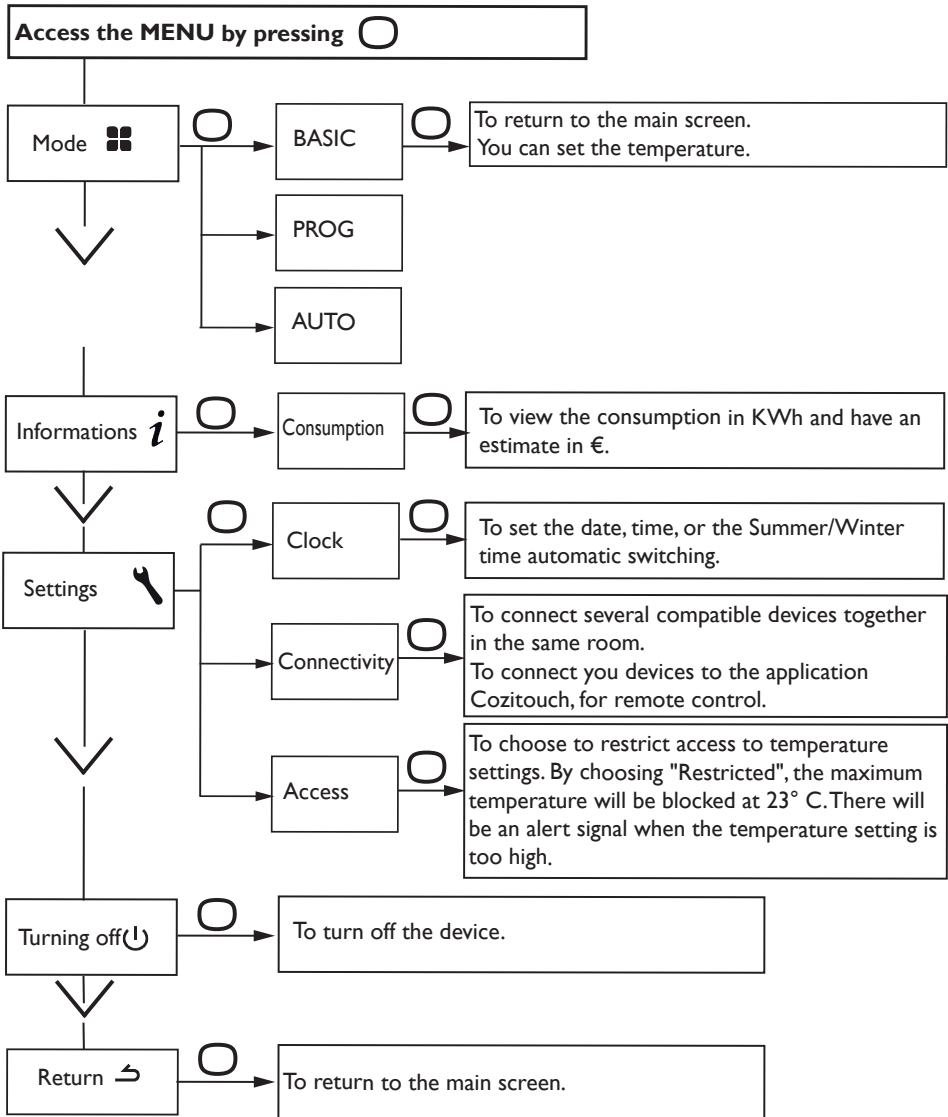 Access the MENU by pressing
Mode
BASIC
To return to the main screen.
You can set the temperature.
PROG
AUTO
Informations i
Consumption
To view the consumption in KWh and have an
estimate in €.
Settings
Clock
To set the date, time, or the Summer/Winter
time automatic switching.
Connectivity
To connect several compatible devices together
in the same room.
To connect you devices to the application
Cozitouch, for remote control.
Access
To choose to restrict access to temperature
settings. By choosing "Restricted", the maximum
temperature will be blocked at 23° C. There will
be an alert signal when the temperature setting is
too high.
Turning off
To turn off the device.
Return
To return to the main screen.